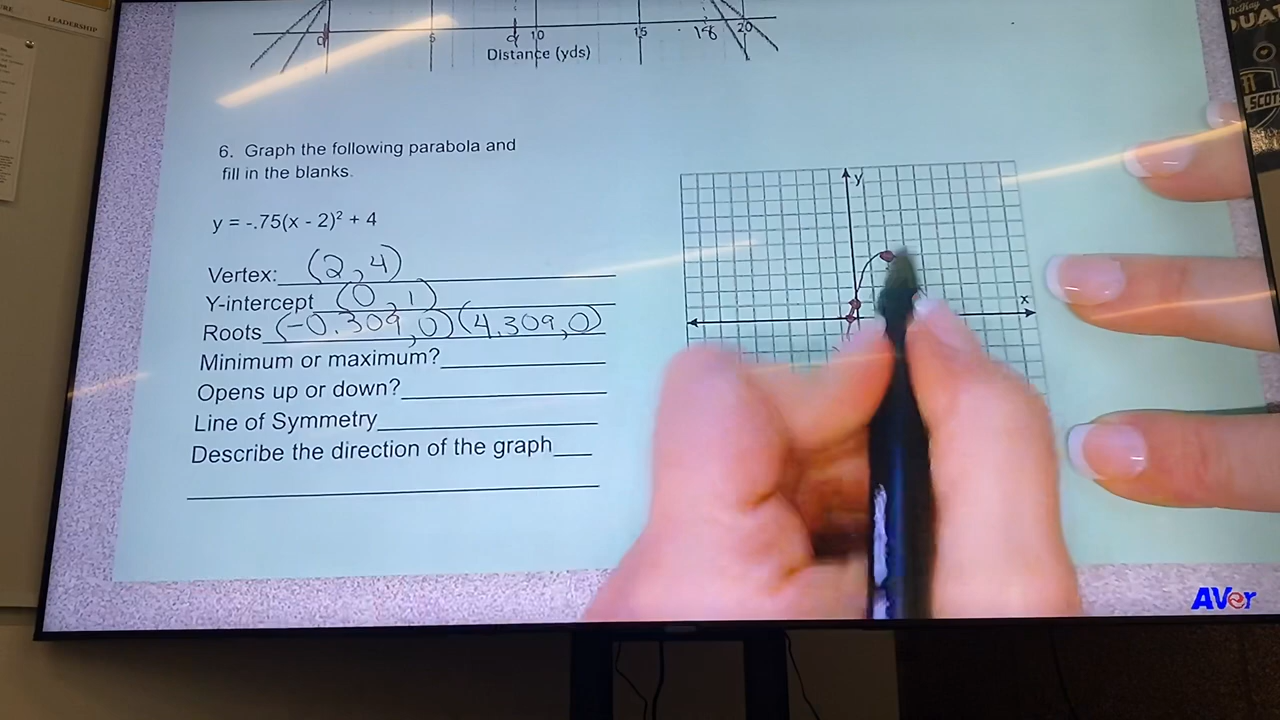 LEADERSHIP
d 5 d 10 15 18 20
Distance (yds)
6. Graph the following parabola and
fill in the blanks.
y = -.75(x - 2)² + 4
Vertex: (2,4)
Y-intercept (0,1)
Roots (-0.309,0) (4.309,0)
Minimum or maximum?
Opens up or down?
Line of Symmetry
Describe the direction of the graph
y
x
AVer